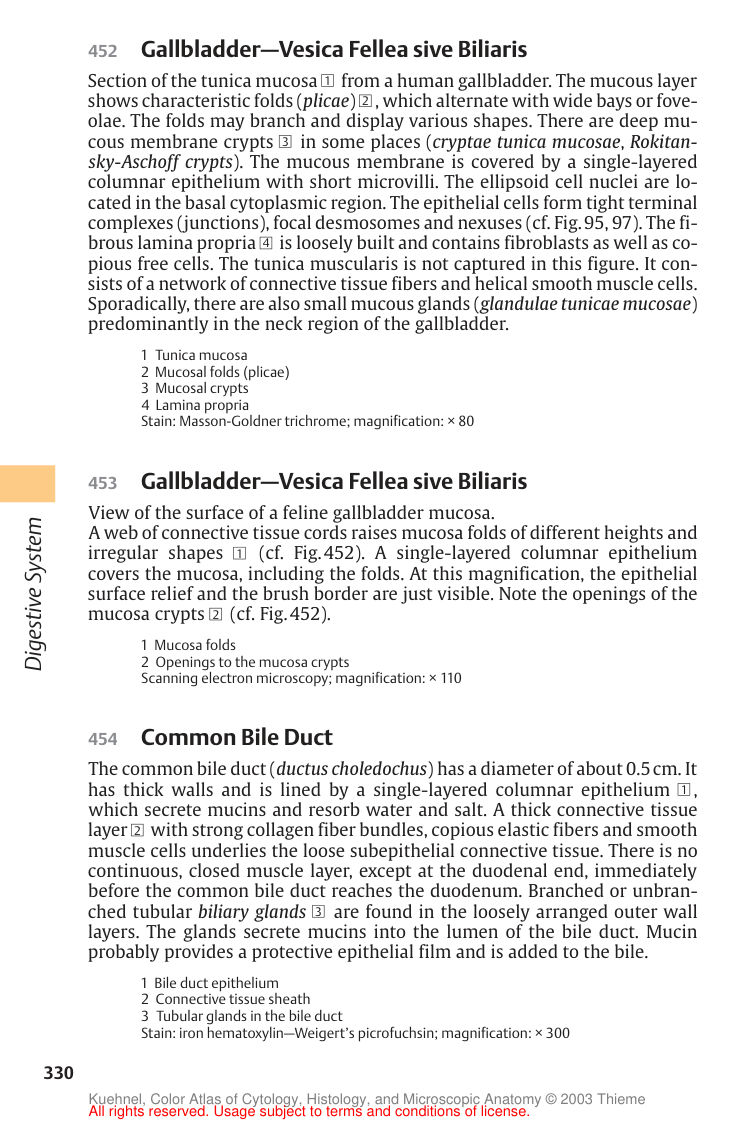 452 Gallbladder—Vesica Fellea sive Biliaris
Section of the tunica mucosa 1 from a human gallbladder. The mucous layer
shows characteristic folds (plicae) 2, which alternate with wide bays or fove-
olae. The folds may branch and display various shapes. There are deep mu-
cous membrane crypts 3 in some places (cryptae tunica mucosae, Rokitan-
sky-Aschoff crypts). The mucous membrane is covered by a single-layered
columnar epithelium with short microvilli. The ellipsoid cell nuclei are lo-
cated in the basal cytoplasmic region. The epithelial cells form tight terminal
complexes (junctions), focal desmosomes and nexuses (cf. Fig. 95, 97). The fi-
brous lamina propria 4 is loosely built and contains fibroblasts as well as co-
pious free cells. The tunica muscularis is not captured in this figure. It con-
sists of a network of connective tissue fibers and helical smooth muscle cells.
Sporadically, there are also small mucous glands (glandulae tunicae mucosae)
predominantly in the neck region of the gallbladder.
1 Tunica mucosa
2 Mucosal folds (plicae)
3 Mucosal crypts
4 Lamina propria
Stain: Masson-Goldner trichrome; magnification: × 80
453 Gallbladder—Vesica Fellea sive Biliaris
View of the surface of a feline gallbladder mucosa.
A web of connective tissue cords raises mucosa folds of different heights and
irregular shapes 1 (cf. Fig. 452). A single-layered columnar epithelium
covers the mucosa, including the folds. At this magnification, the epithelial
surface relief and the brush border are just visible. Note the openings of the
mucosa crypts 2 (cf. Fig. 452).
1 Mucosa folds
2 Openings to the mucosa crypts
Scanning electron microscopy; magnification: × 110
Digestive System
454 Common Bile Duct
The common bile duct (ductus choledochus) has a diameter of about 0.5 cm. It
has thick walls and is lined by a single-layered columnar epithelium 1,
which secrete mucins and resorb water and salt. A thick connective tissue
layer 2 with strong collagen fiber bundles, copious elastic fibers and smooth
muscle cells underlies the loose subepithelial connective tissue. There is no
continuous, closed muscle layer, except at the duodenal end, immediately
before the common bile duct reaches the duodenum. Branched or unbran-
ched tubular biliary glands 3 are found in the loosely arranged outer wall
layers. The glands secrete mucins into the lumen of the bile duct. Mucin
probably provides a protective epithelial film and is added to the bile.
1 Bile duct epithelium
2 Connective tissue sheath
3 Tubular glands in the bile duct
Stain: iron hematoxylin—Weigert's picrofuchsin; magnification: × 300
330
Kuehnel, Color Atlas of Cytology, Histology, and Microscopic Anatomy © 2003 Thieme
All rights reserved. Usage subject to terms and conditions of license.